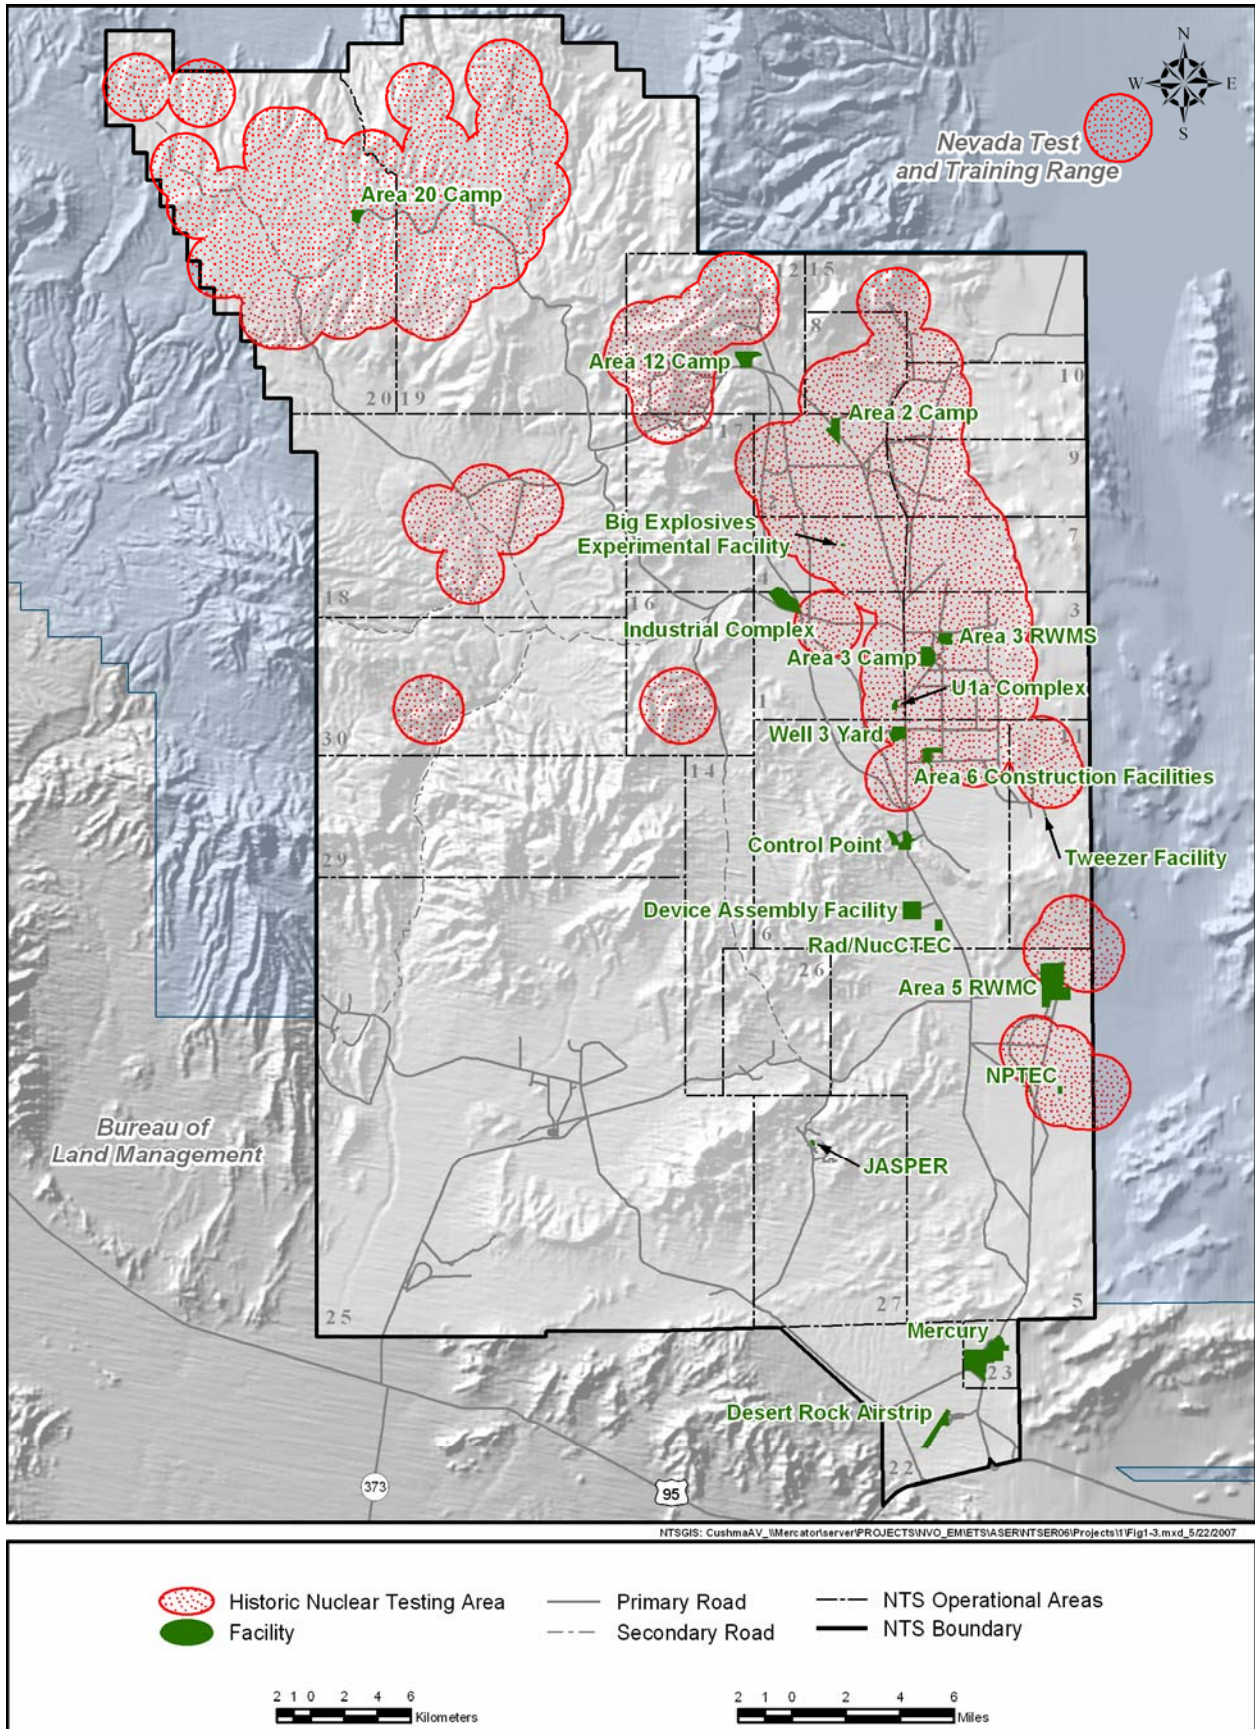 N
W E
S
Nevada Test
and Training Range
Area 20 Camp
12 15
8
Area 12 Camp
10
20 19
Area 2 Camp
17
9
2
Big Explosives
Experimental Facility
7
4
18
16
3
Industrial Complex
Area 3 RWMS
Area 3 Camp
U1a Complex
1
Well 3 Yard
11
30
14
Area 6 Construction Facilities
Control Point
Tweezer Facility
29
Device Assembly Facility
6
Rad/NucCTEC
26
Area 5 RWMC
NPTEC
Bureau of
Land Management
JASPER
25
27
5
Mercury
23
Desert Rock Airstrip
22
373
95
NTSGIS: CushmaAV_\\Mercator\server\PROJECTS\NVO_EM\ETS\ASER\NTSER06\Projects\1\Fig1-3.mxd_5/22/2007
Historic Nuclear Testing Area
Primary Road
NTS Operational Areas
Facility
Secondary Road
NTS Boundary
2 1 0 2 4 6
Kilometers
2 1 0 2 4 6
Miles